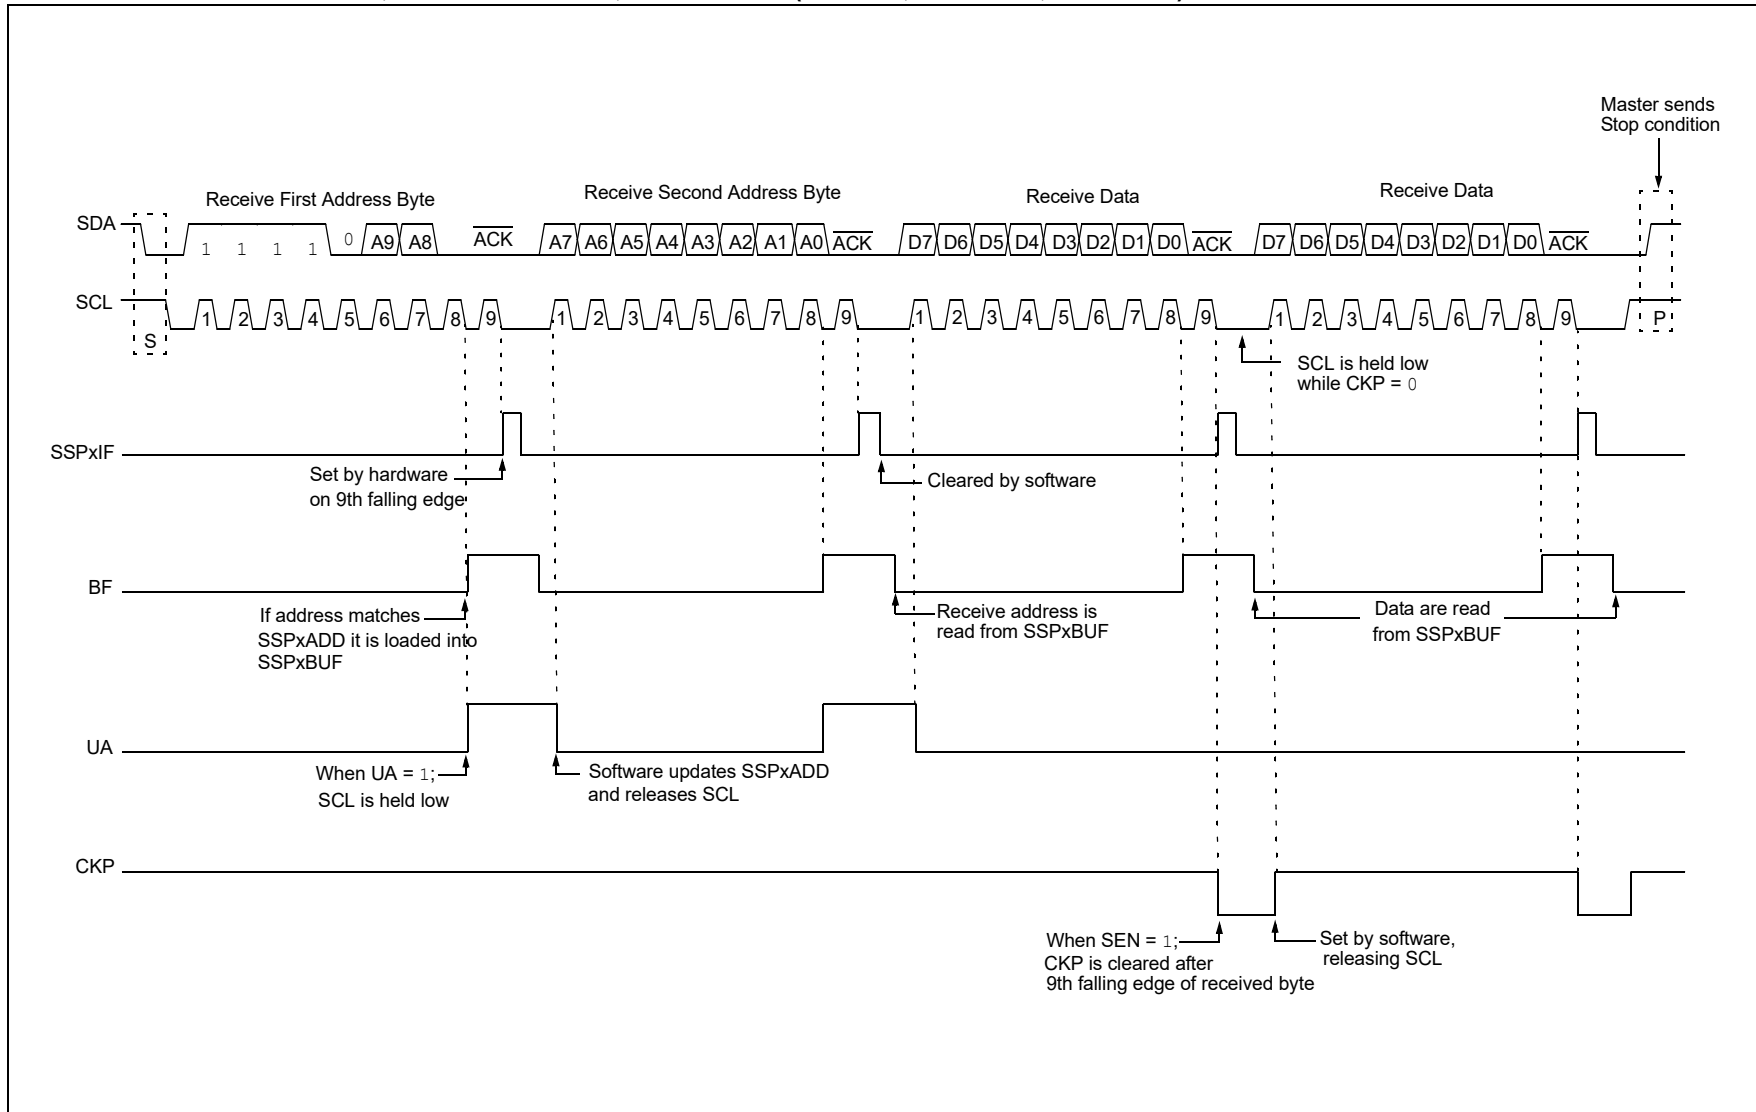 Master sends
Stop condition
Receive First Address Byte
Receive Second Address Byte
Receive Data
Receive Data
SDA
1 1 1 1 0 A9 A8 ACK A7 A6 A5 A4 A3 A2 A1 A0 ACK D7 D6 D5 D4 D3 D2 D1 D0 ACK D7 D6 D5 D4 D3 D2 D1 D0 ACK
SCL
S 1 2 3 4 5 6 7 8 9 1 2 3 4 5 6 7 8 9 1 2 3 4 5 6 7 8 9 1 2 3 4 5 6 7 8 9 P
SCL is held low
while CKP = 0
SSPxIF
Set by hardware
on 9th falling edge
Cleared by software
BF
If address matches
SSPxADD it is loaded into
SSPxBUF
Receive address is
read from SSPxBUF
Data are read
from SSPxBUF
UA
When UA = 1;
SCL is held low
Software updates SSPxADD
and releases SCL
CKP
When SEN = 1;
CKP is cleared after
9th falling edge of received byte
Set by software,
releasing SCL